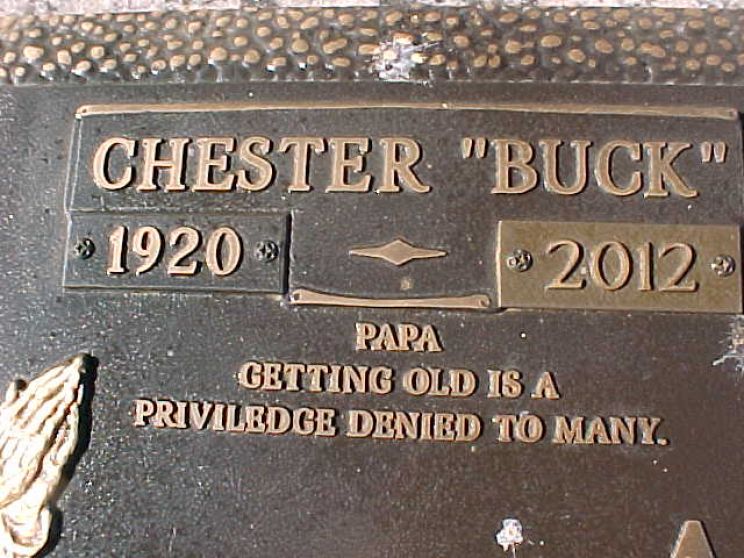 CHESTER "BUCK"
1920 2012
PAPA
GETTING OLD IS A
PRIVILEDGE DENIED TO MANY.
A